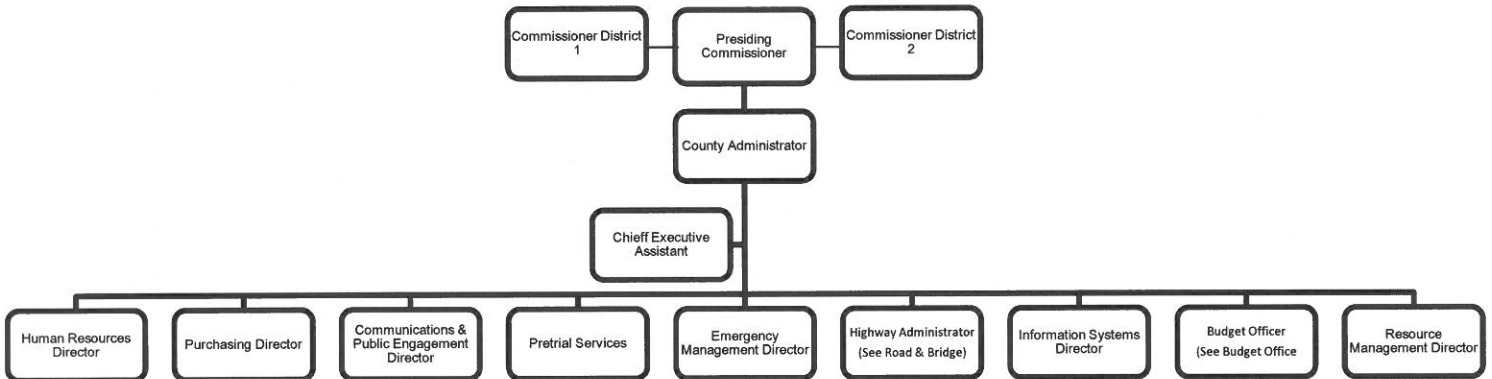 Commissioner District
1
Presiding
Commissioner
Commissioner District
2
County Administrator
Chieff Executive
Assistant
Human Resources
Director
Purchasing Director
Communications &
Public Engagement
Director
Pretrial Services
Emergency
Management Director
Highway Administrator
(See Road & Bridge)
Information Systems
Director
Budget Officer
(See Budget Office
Resource
Management Director